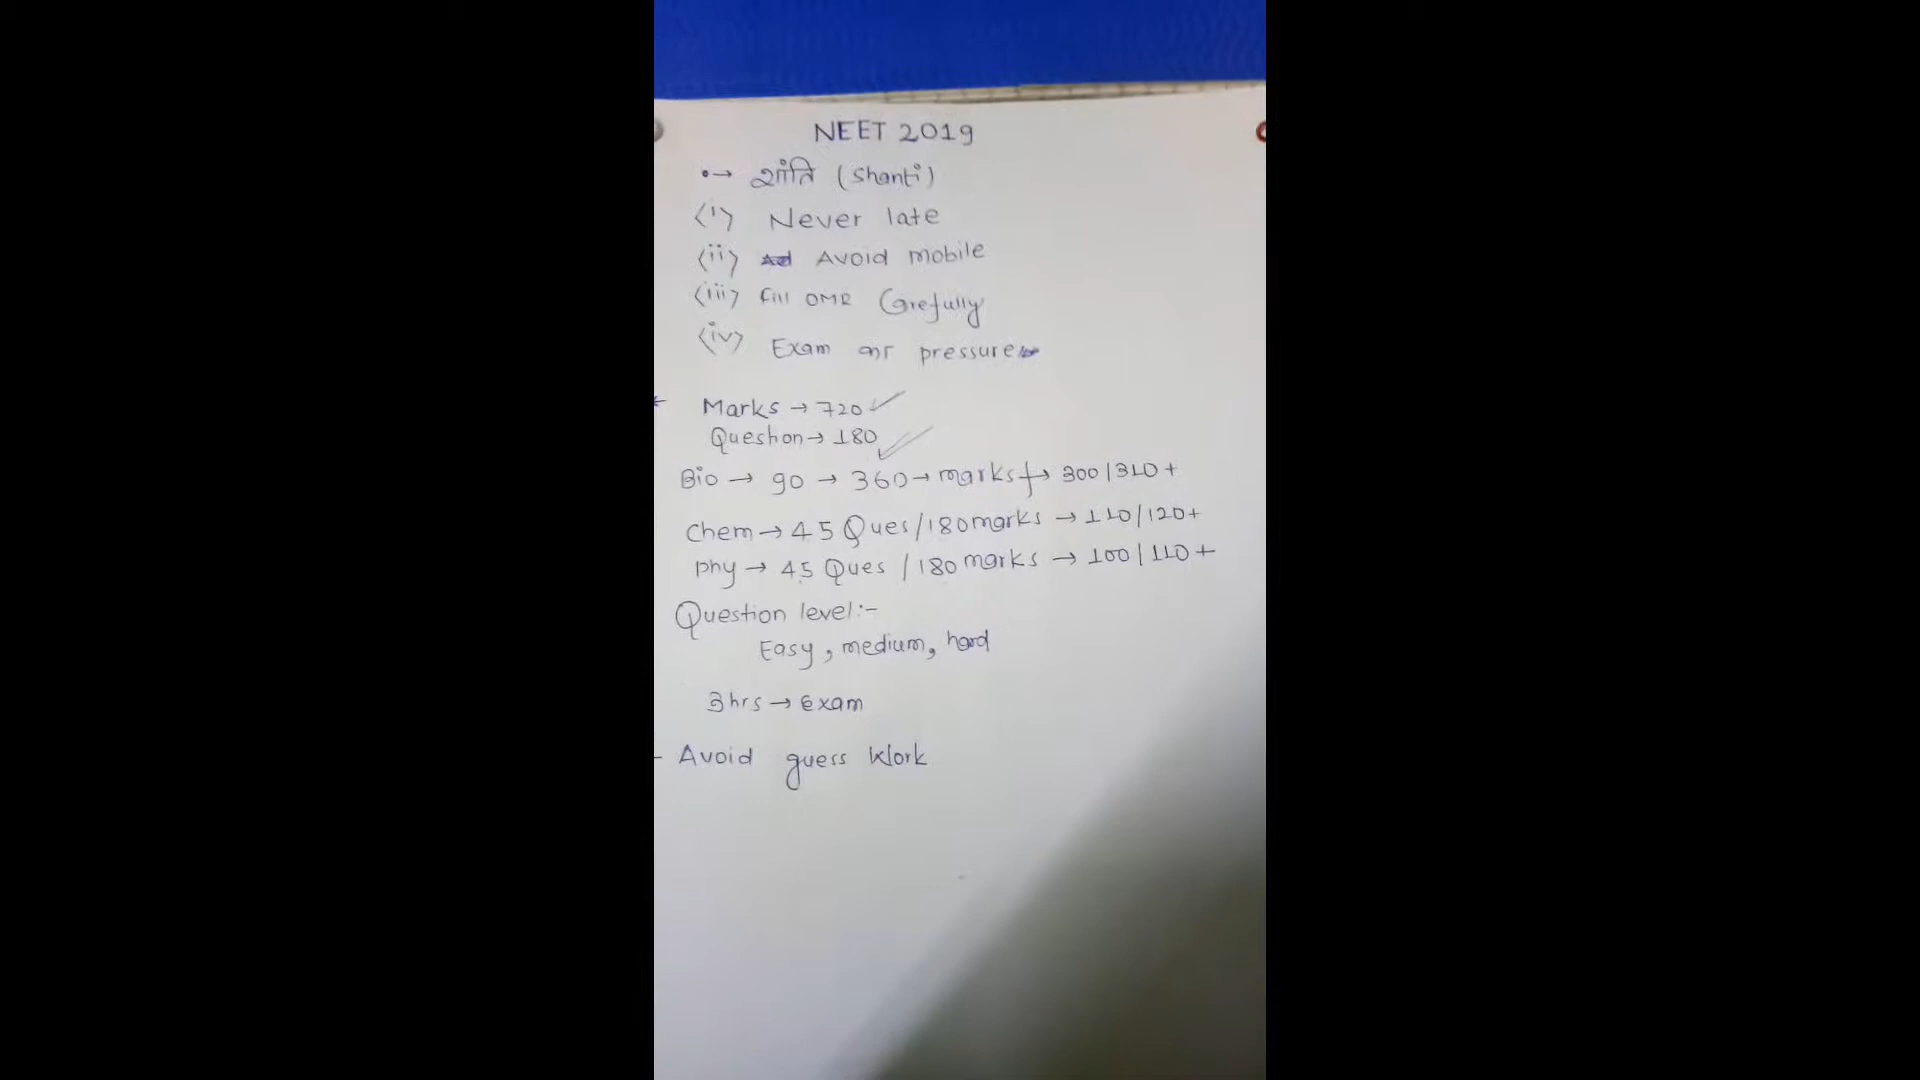 NEET 2019
•→ शांति (Shanti)
(i) Never late
(ii) Avoid mobile
(iii) Fill OMR Carefully
(iv) Exam pressure
Marks → 720 ✓
Question → 180
Bio → 90 → 360 → marks → 300/310+
Chem → 45 Ques/180 marks → 110/120+
Phy → 45 Ques/180 marks → 100/110+
Question level:-
Easy, medium, hard
3hrs → exam
- Avoid guess Work